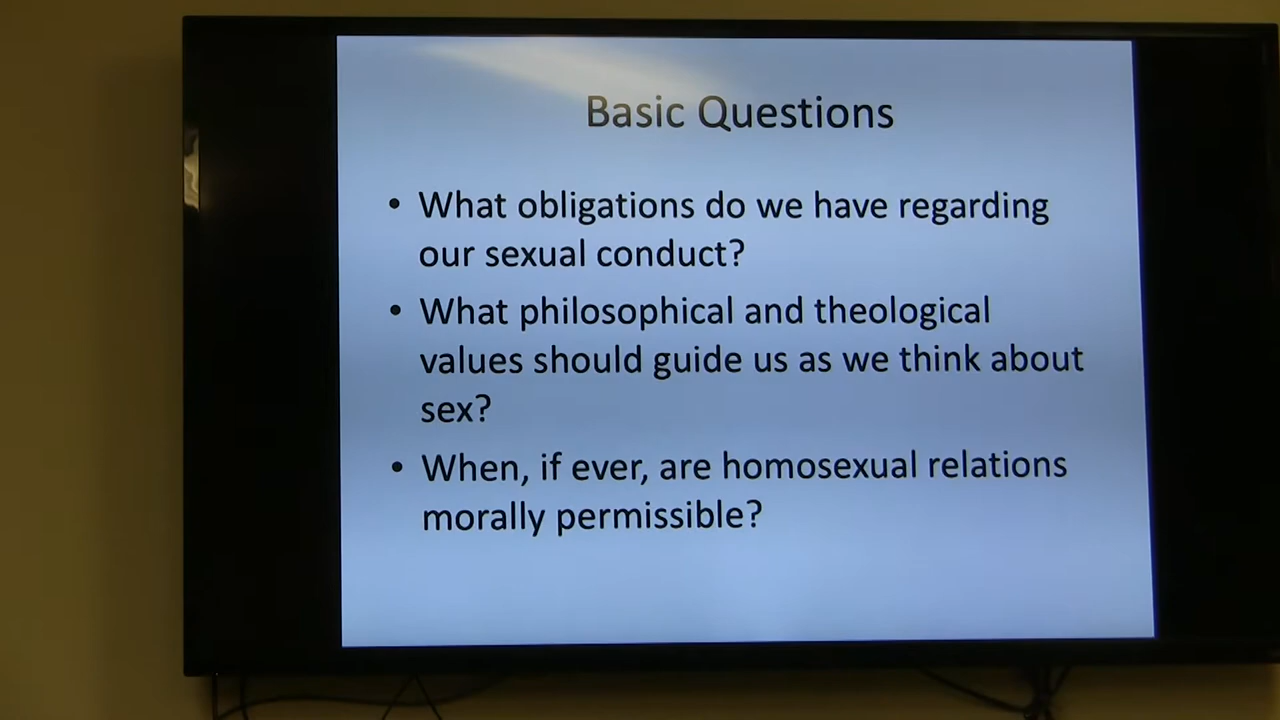 Basic Questions
• What obligations do we have regarding
our sexual conduct?
• What philosophical and theological
values should guide us as we think about
sex?
• When, if ever, are homosexual relations
morally permissible?